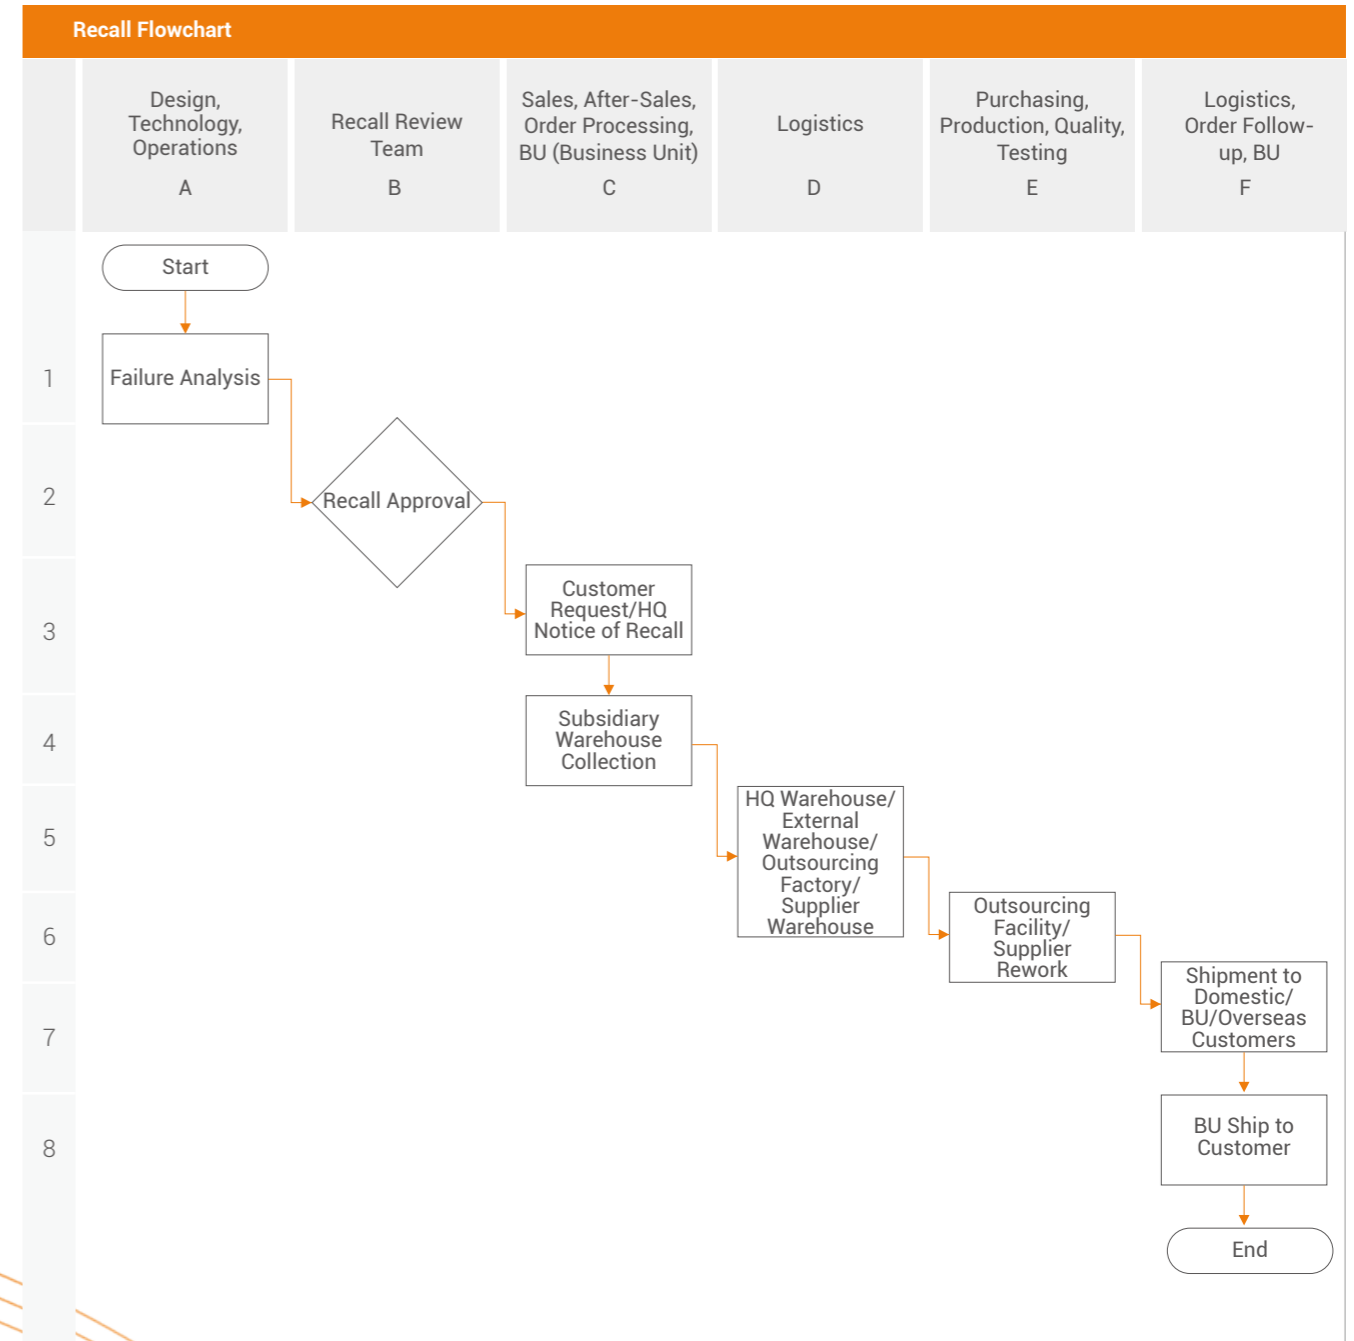 Recall Flowchart
Design,
Technology,
Operations
A
Recall Review
Team
B
Sales, After-Sales,
Order Processing,
BU (Business Unit)
C
Logistics
D
Purchasing,
Production, Quality,
Testing
E
Logistics,
Order Follow-
up, BU
F
Start
1
Failure Analysis
2
Recall Approval
3
Customer
Request/HQ
Notice of Recall
4
Subsidiary
Warehouse
Collection
5
HQ Warehouse/
External
Warehouse/
Outsourcing
Factory/
Supplier
Warehouse
6
Outsourcing
Facility/
Supplier
Rework
7
Shipment to
Domestic/
BU/Overseas
Customers
8
BU Ship to
Customer
End